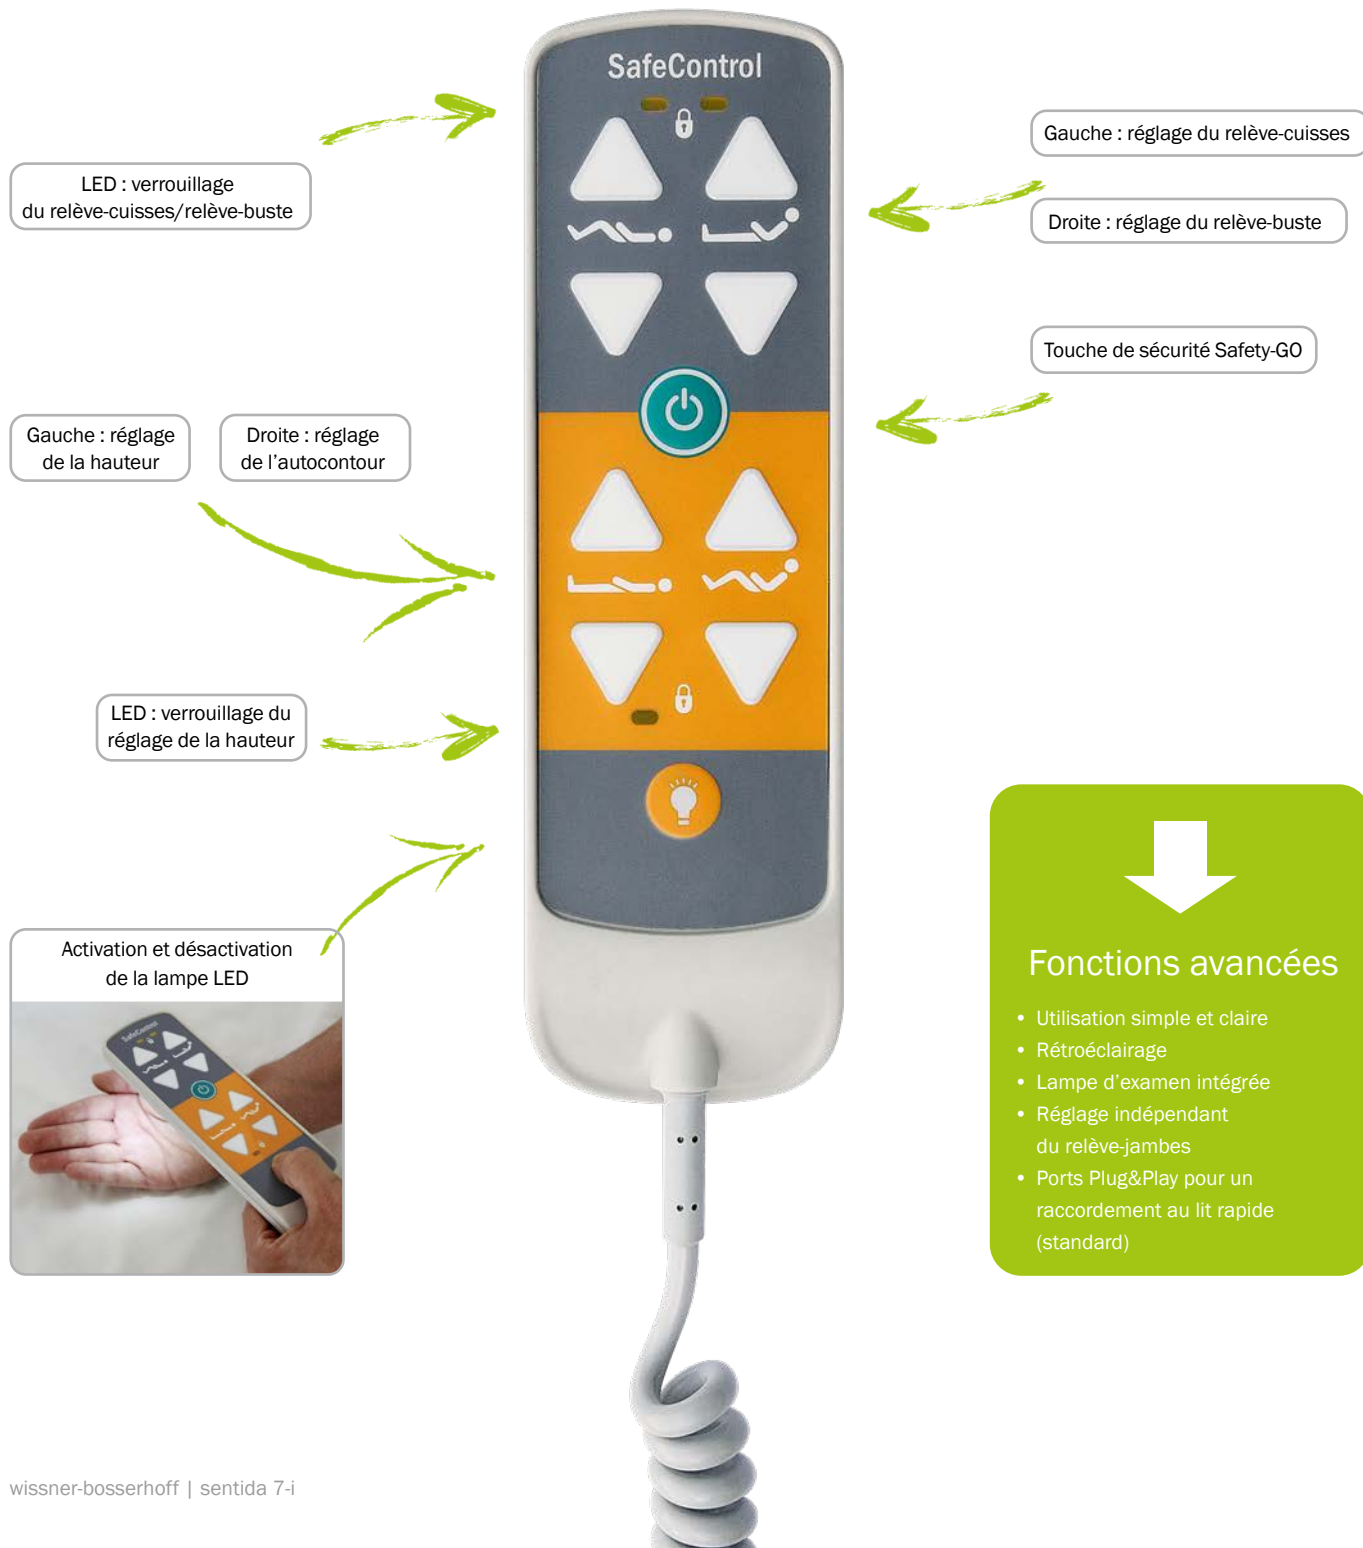 SafeControl
LED : verrouillage
du relève-cuisses/relève-buste
Gauche : réglage du relève-cuisses
Droite : réglage du relève-buste
Touche de sécurité Safety-GO
Gauche : réglage
de la hauteur
Droite : réglage
de l’autocontour
LED : verrouillage du
réglage de la hauteur
Activation et désactivation
de la lampe LED
SafeControl
Fonctions avancées
• Utilisation simple et claire
• Rétroéclairage
• Lampe d’examen intégrée
• Réglage indépendant
du relève-jambes
• Ports Plug&Play pour un
raccordement au lit rapide
(standard)
wissner-bosserhoff | sentida 7-i